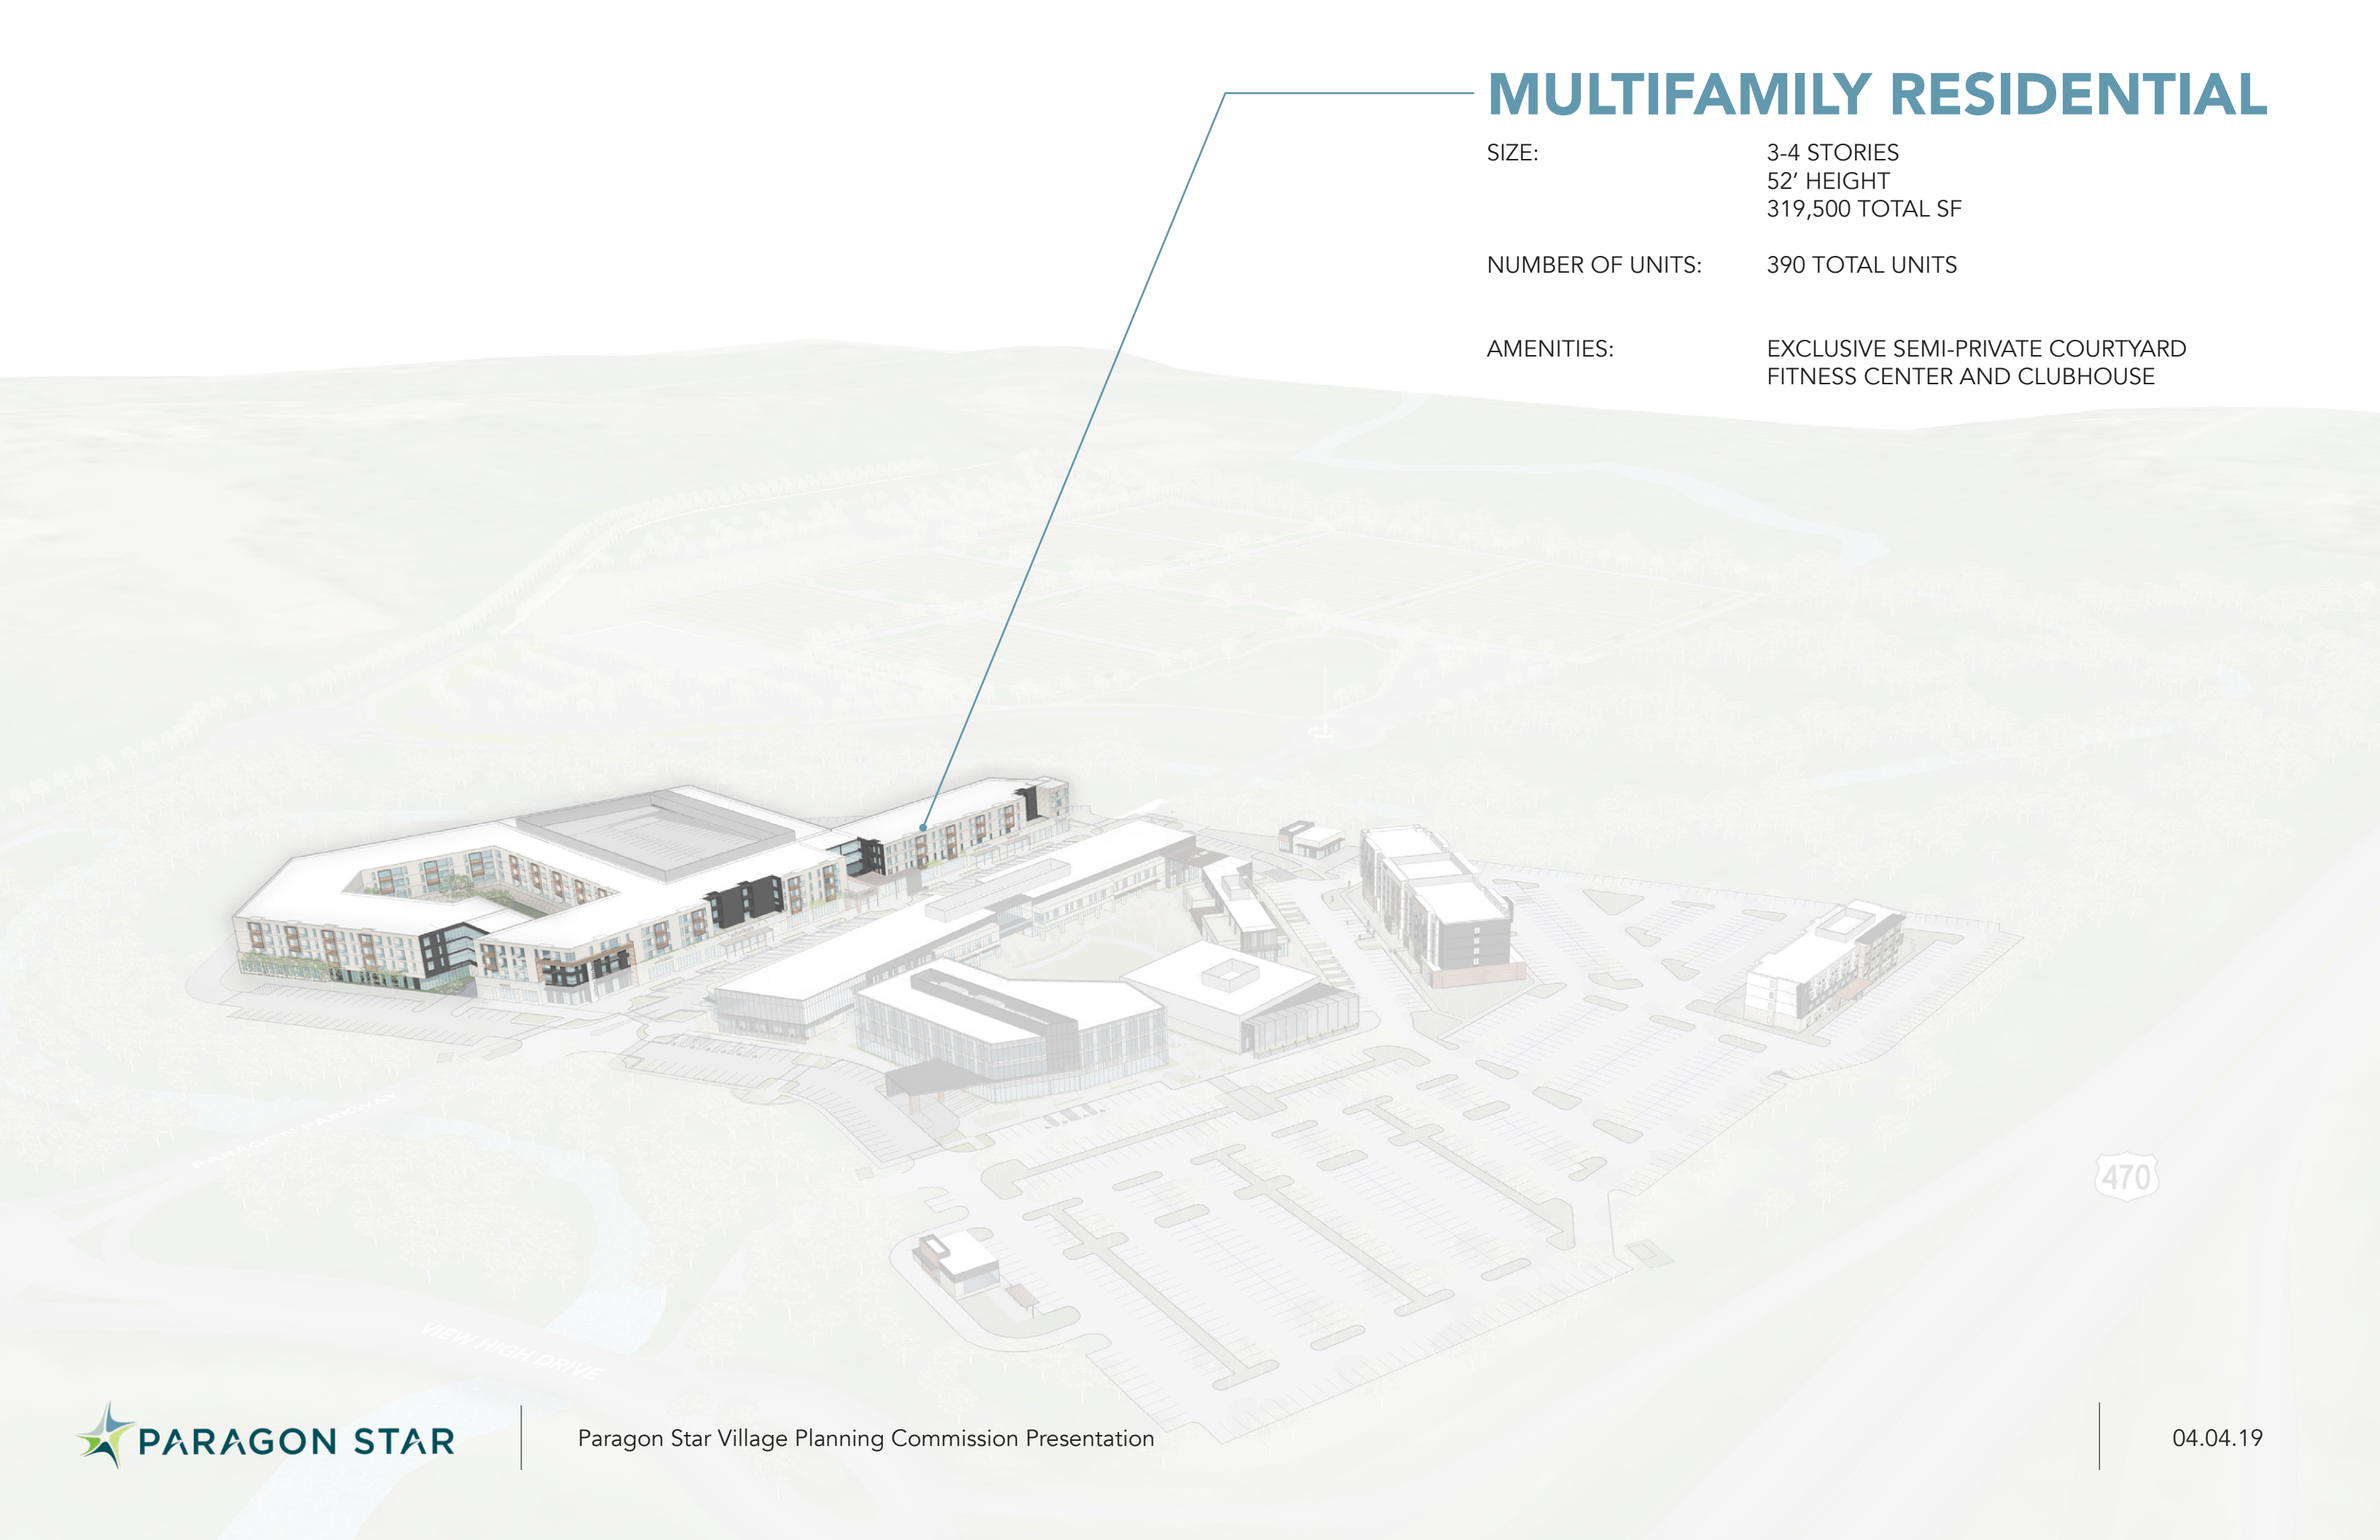 MULTIFAMILY RESIDENTIAL
SIZE: 3-4 STORIES
52’ HEIGHT
319,500 TOTAL SF
NUMBER OF UNITS: 390 TOTAL UNITS
AMENITIES: EXCLUSIVE SEMI-PRIVATE COURTYARD
FITNESS CENTER AND CLUBHOUSE
PARAGON PARKWAY
470
VIEW HIGH DRIVE
PARAGON STAR
Paragon Star Village Planning Commission Presentation
04.04.19